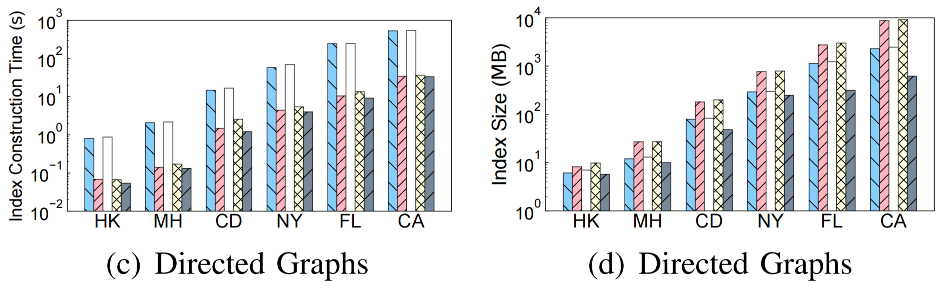 Index Construction Time (s)
10^3
10^2
10^1
10^0
10^-1
10^-2
HK MH CD NY FL CA
(c) Directed Graphs
Index Size (MB)
10^4
10^3
10^2
10^1
10^0
HK MH CD NY FL CA
(d) Directed Graphs